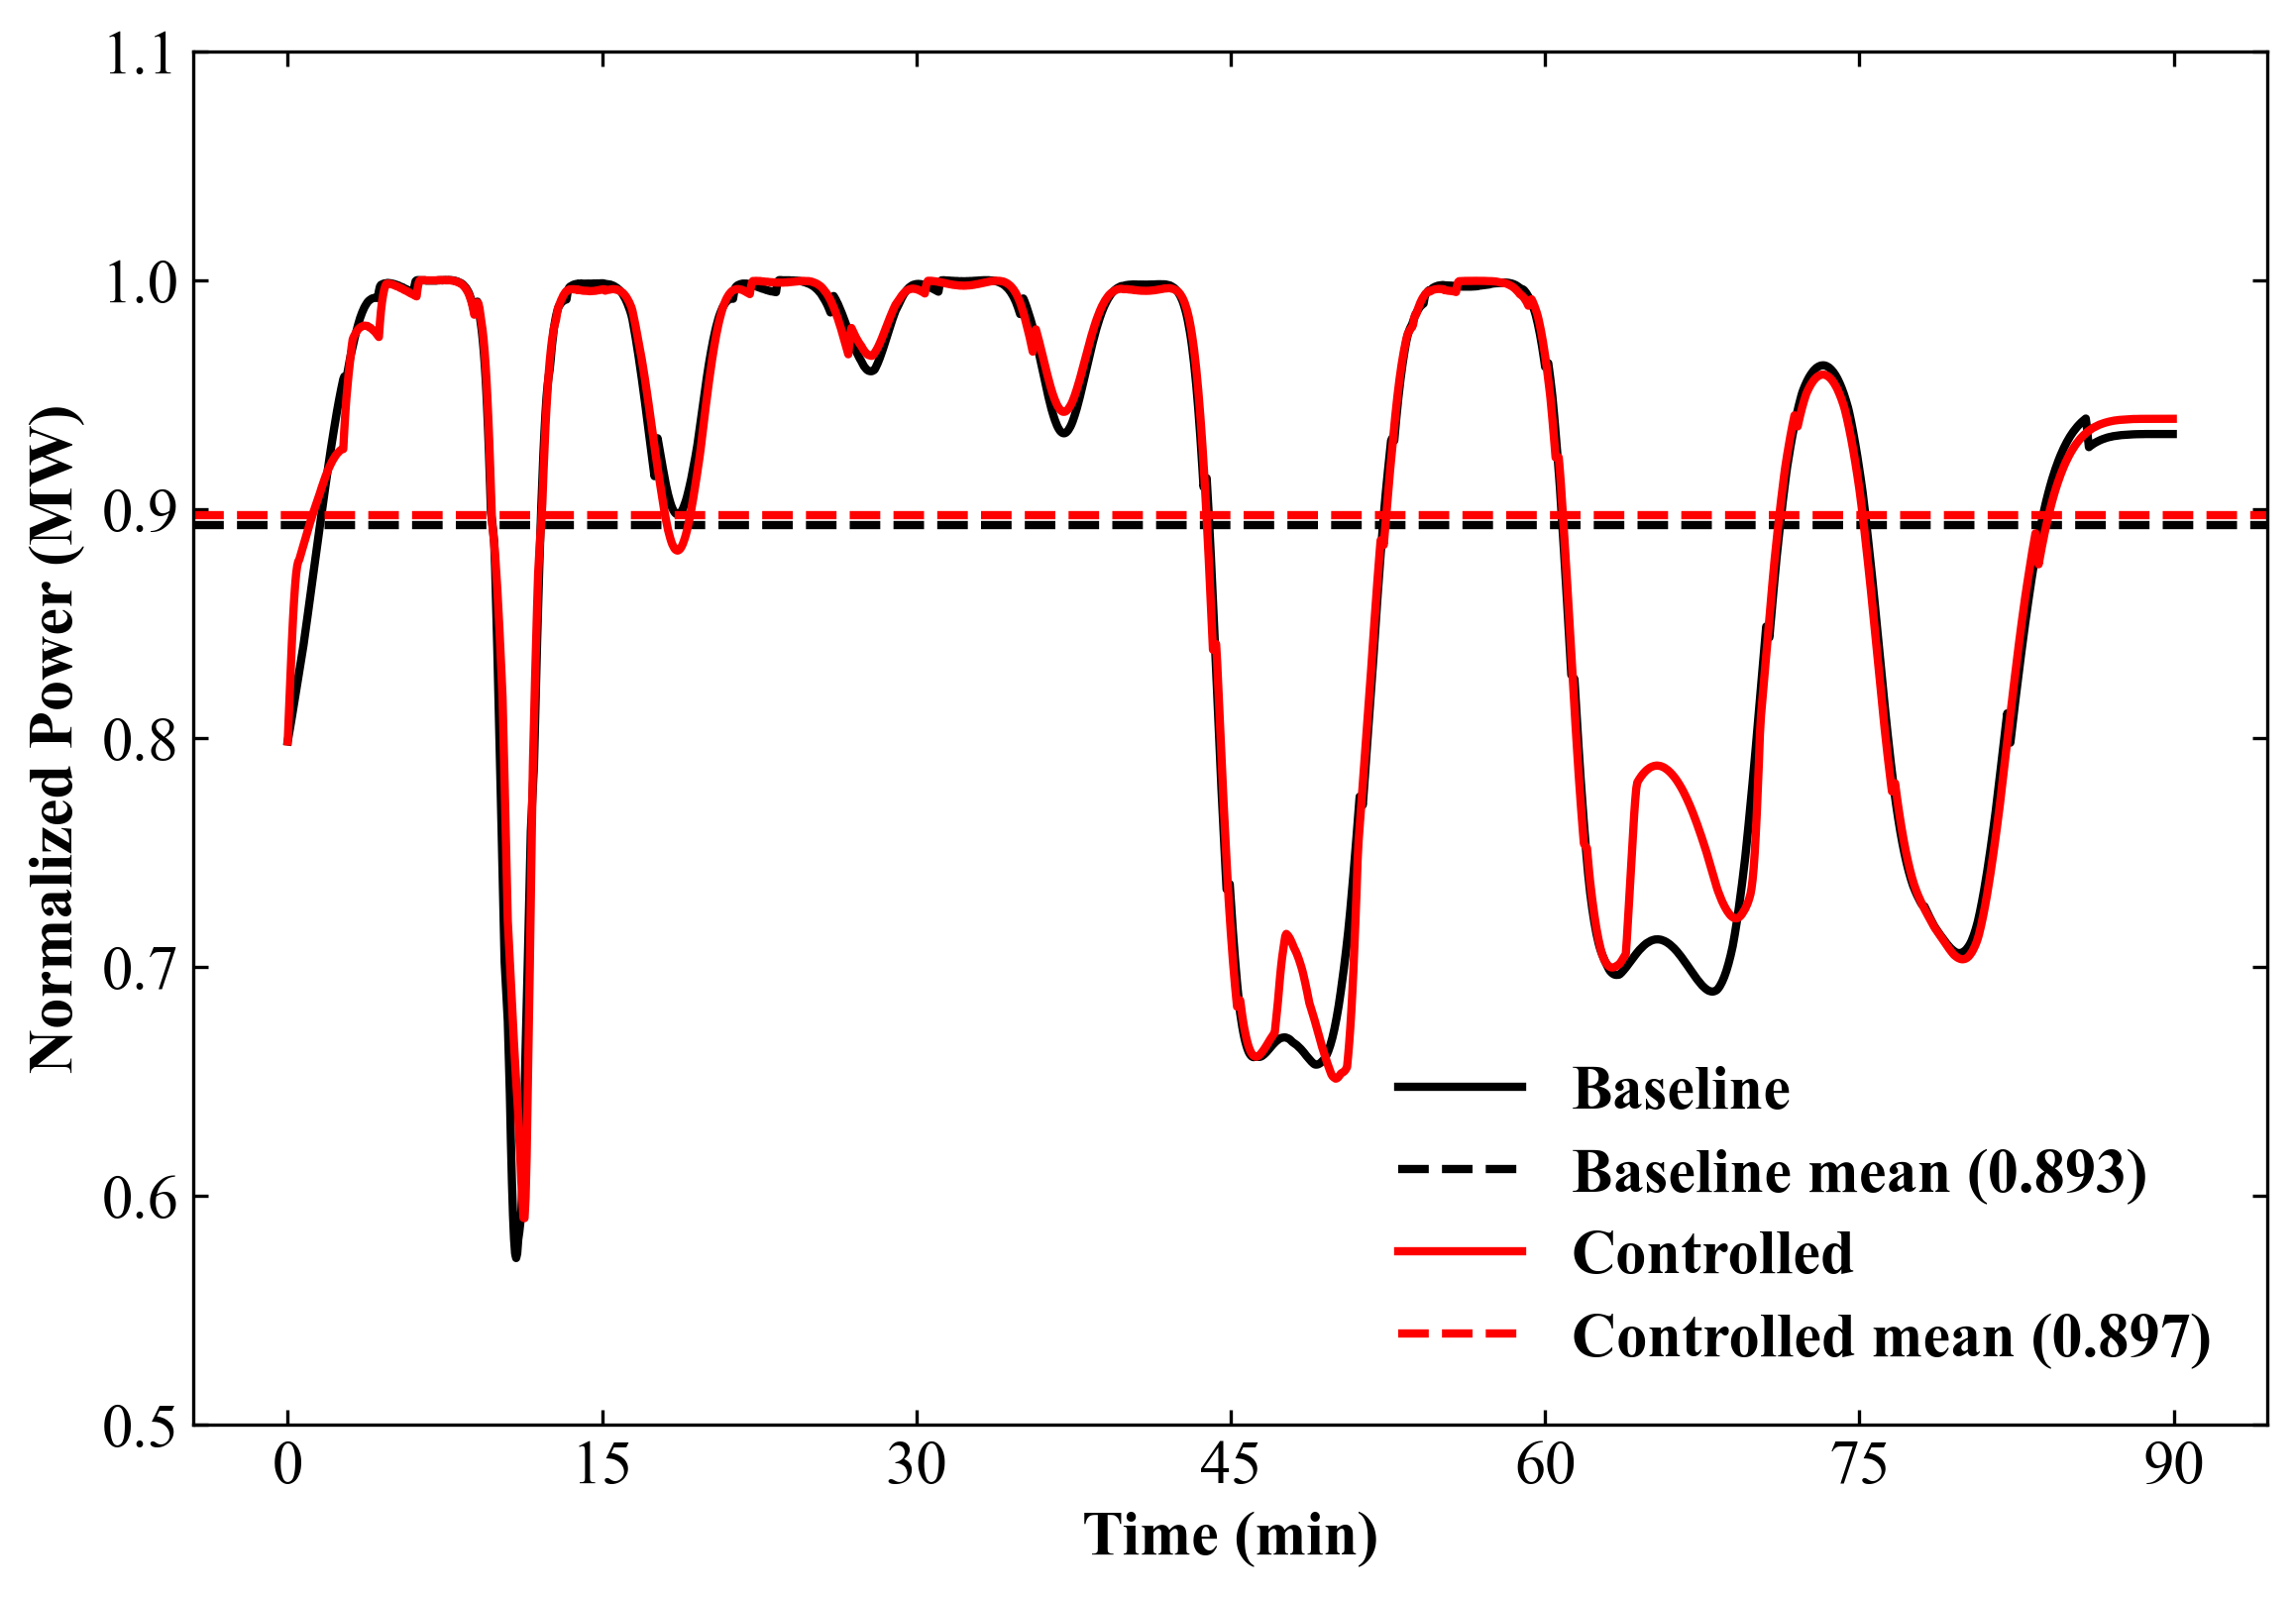 Normalized Power (MW)
1.1
1.0
0.9
0.8
0.7
0.6
0.5
Baseline
Baseline mean (0.893)
Controlled
Controlled mean (0.897)
0 15 30 45 60 75 90
Time (min)